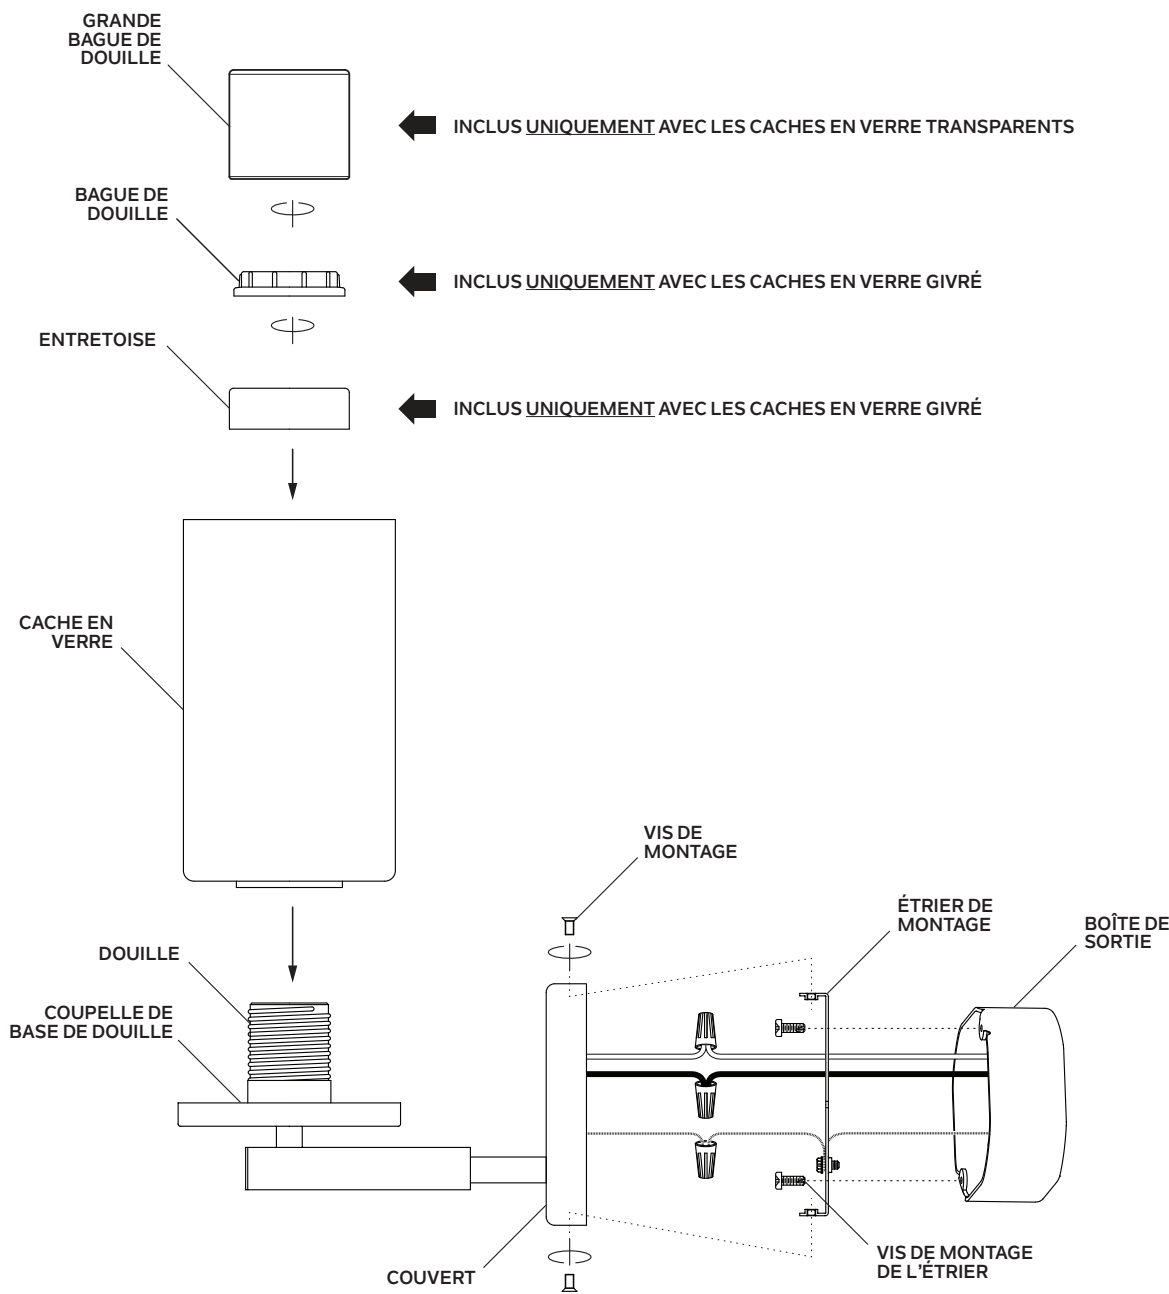 GRANDE
BAGUE DE
DOUILLE
INCLUS UNIQUEMENT AVEC LES CACHES EN VERRE TRANSPARENTS
BAGUE DE
DOUILLE
INCLUS UNIQUEMENT AVEC LES CACHES EN VERRE GIVRÉ
ENTRETOISE
INCLUS UNIQUEMENT AVEC LES CACHES EN VERRE GIVRÉ
CACHE EN
VERRE
VIS DE
MONTAGE
ÉTRIER DE
MONTAGE
BOÎTE DE
SORTIE
DOUILLE
COUPELLE DE
BASE DE DOUILLE
VIS DE MONTAGE
DE L'ÉTRIER
COUVERT